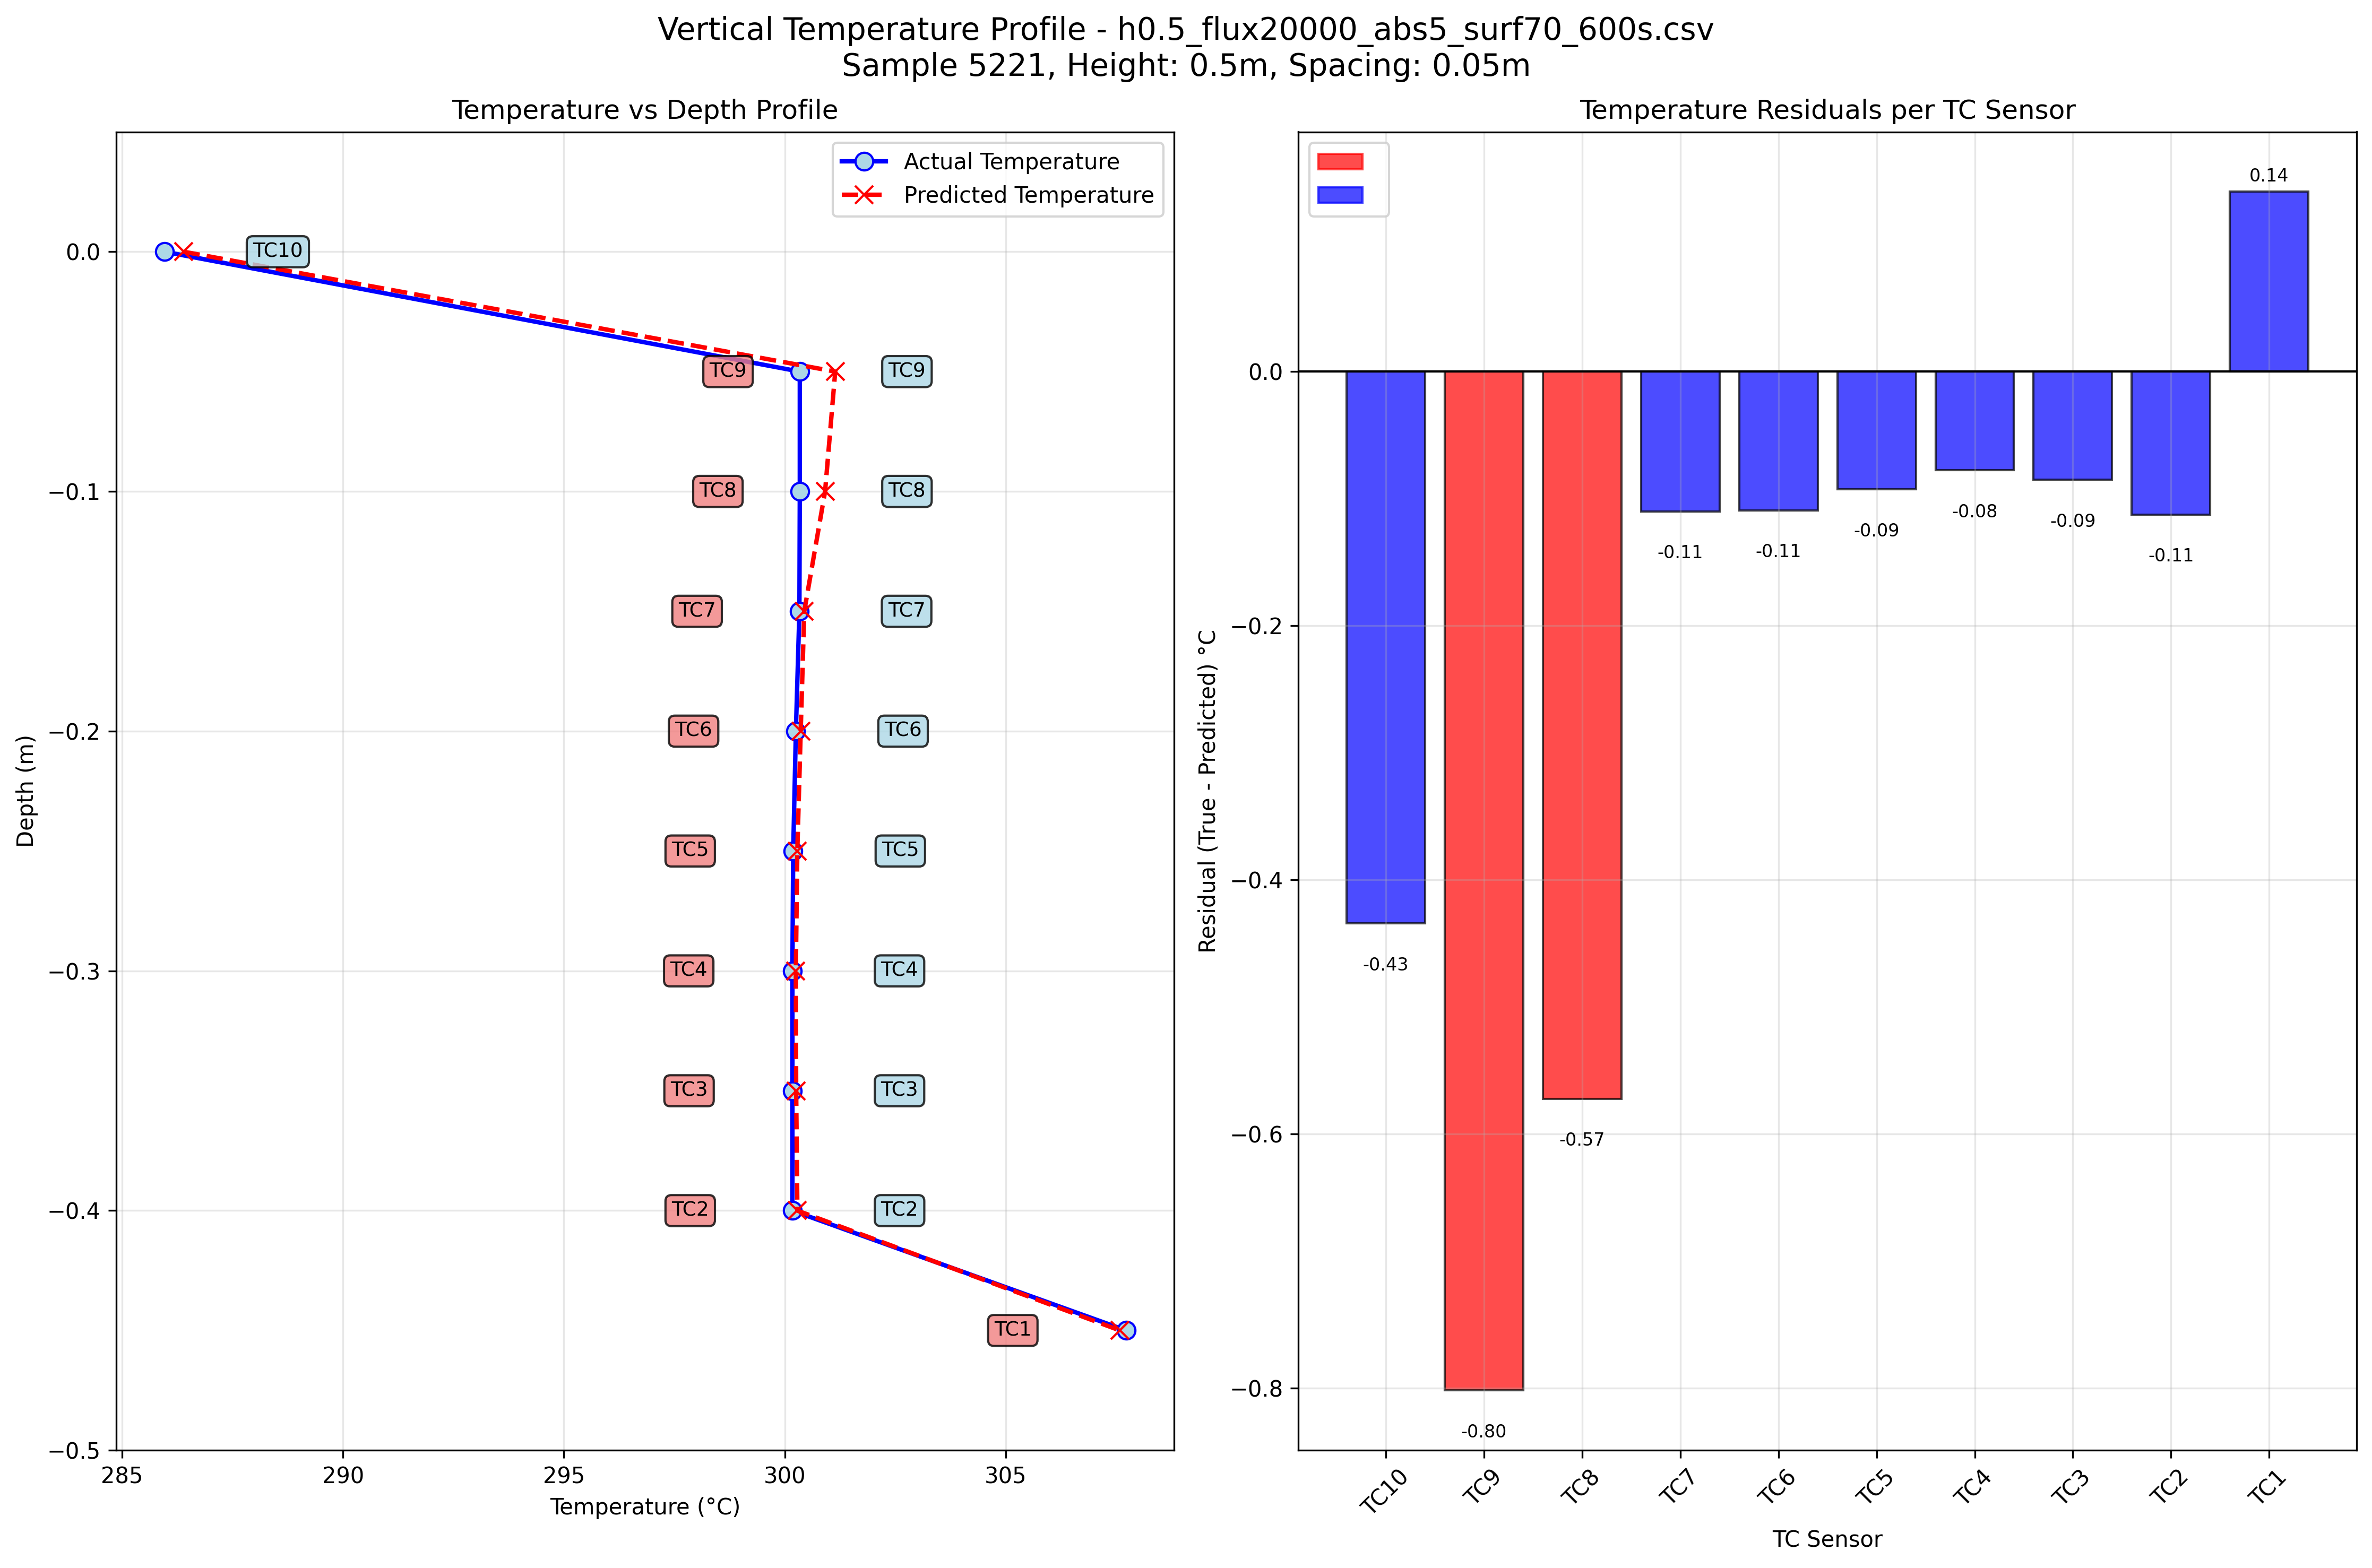 Vertical Temperature Profile - h0.5_flux20000_abs5_surf70_600s.csv
Sample 5221, Height: 0.5m, Spacing: 0.05m
Temperature vs Depth Profile
Actual Temperature
Predicted Temperature
0.0
−0.1
−0.2
−0.3
−0.4
−0.5
Depth (m)
TC10
TC9 TC9
TC8 TC8
TC7 TC7
TC6 TC6
TC5 TC5
TC4 TC4
TC3 TC3
TC2 TC2
TC1
285 290 295 300 305
Temperature (°C)
Temperature Residuals per TC Sensor
0.0
−0.2
−0.4
−0.6
−0.8
Residual (True - Predicted) °C
-0.43
-0.80
-0.57
-0.11
-0.11
-0.09
-0.08
-0.09
-0.11
0.14
TC10 TC9 TC8 TC7 TC6 TC5 TC4 TC3 TC2 TC1
TC Sensor